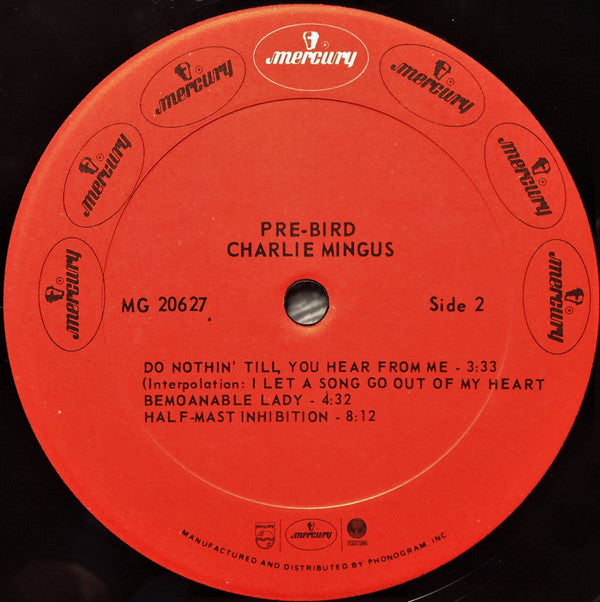 mercury
mercury
mercury
mercury
mercury
mercury
mercury
PRE-BIRD
CHARLIE MINGUS
MG 20627
Side 2
DO NOTHIN' TILL YOU HEAR FROM ME - 3:33
(Interpolation: I LET A SONG GO OUT OF MY HEART
BEMOANABLE LADY - 4:32
HALF-MAST INHIBITION - 8:12
PHILIPS
mercury
MANUFACTURED AND DISTRIBUTED BY PHONOGRAM, INC